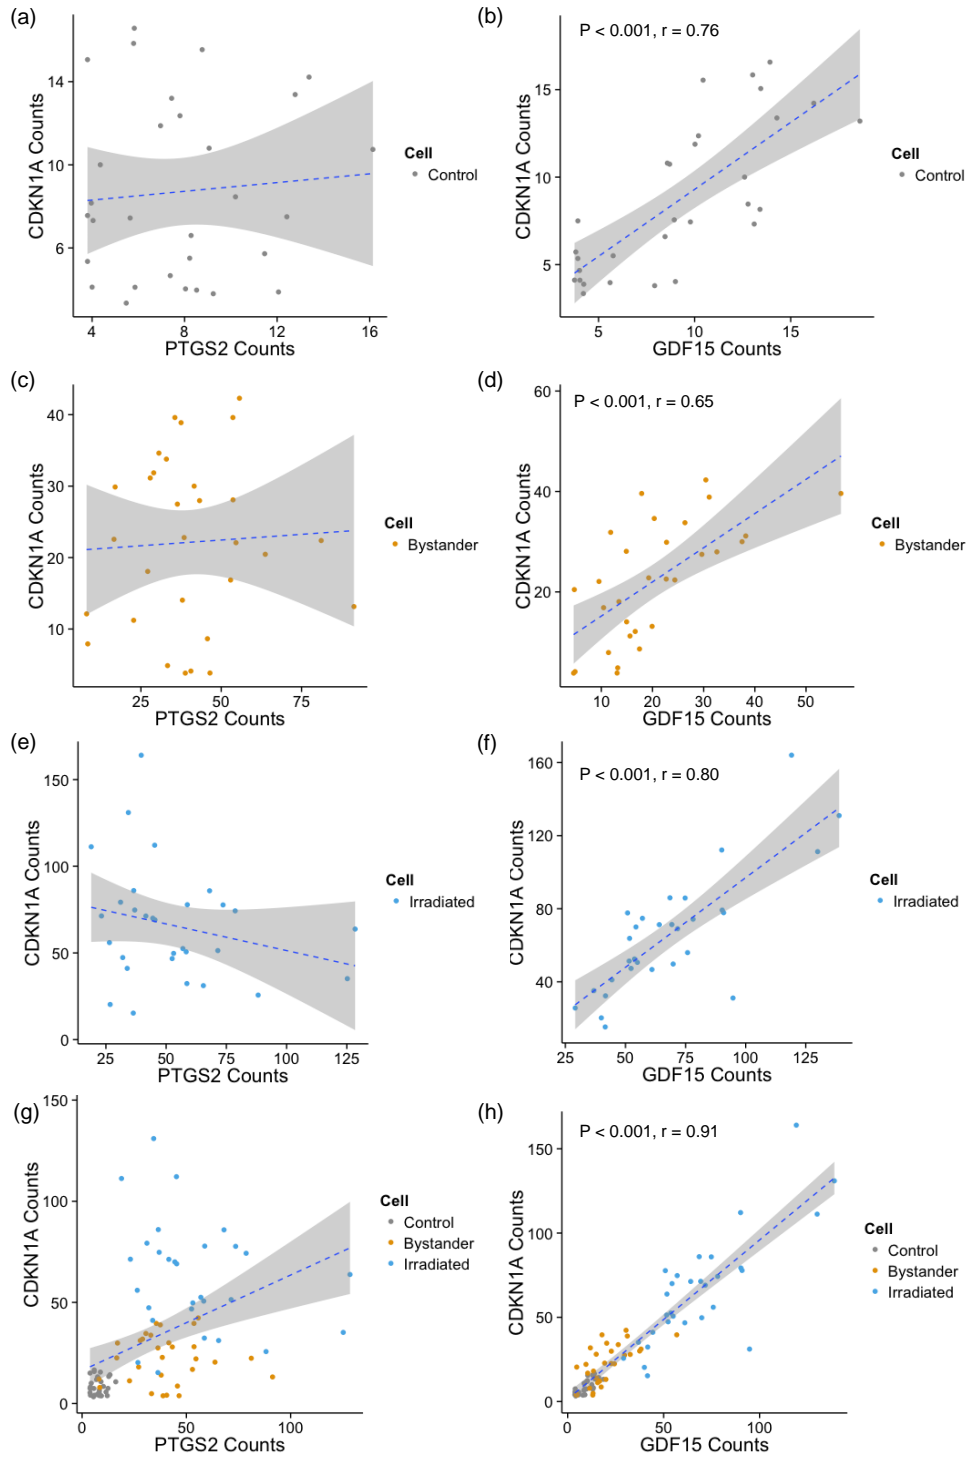 (a)
CDKN1A Counts
14
10
6
4
8
12
16
PTGS2 Counts
Cell
Control
(b)
P < 0.001, r = 0.76
CDKN1A Counts
15
10
5
5
10
15
GDF15 Counts
Cell
Control
(c)
CDKN1A Counts
40
30
20
10
25
50
75
PTGS2 Counts
Cell
Bystander
(d)
P < 0.001, r = 0.65
CDKN1A Counts
60
40
20
10
20
30
40
50
GDF15 Counts
Cell
Bystander
(e)
CDKN1A Counts
150
100
50
0
25
50
75
100
125
PTGS2 Counts
Cell
Irradiated
(f)
P < 0.001, r = 0.80
CDKN1A Counts
160
120
80
40
25
50
75
100
125
GDF15 Counts
Cell
Irradiated
(g)
CDKN1A Counts
150
100
50
0
0
50
100
PTGS2 Counts
Cell
Control
Bystander
Irradiated
(h)
P < 0.001, r = 0.91
CDKN1A Counts
150
100
50
0
0
50
100
GDF15 Counts
Cell
Control
Bystander
Irradiated